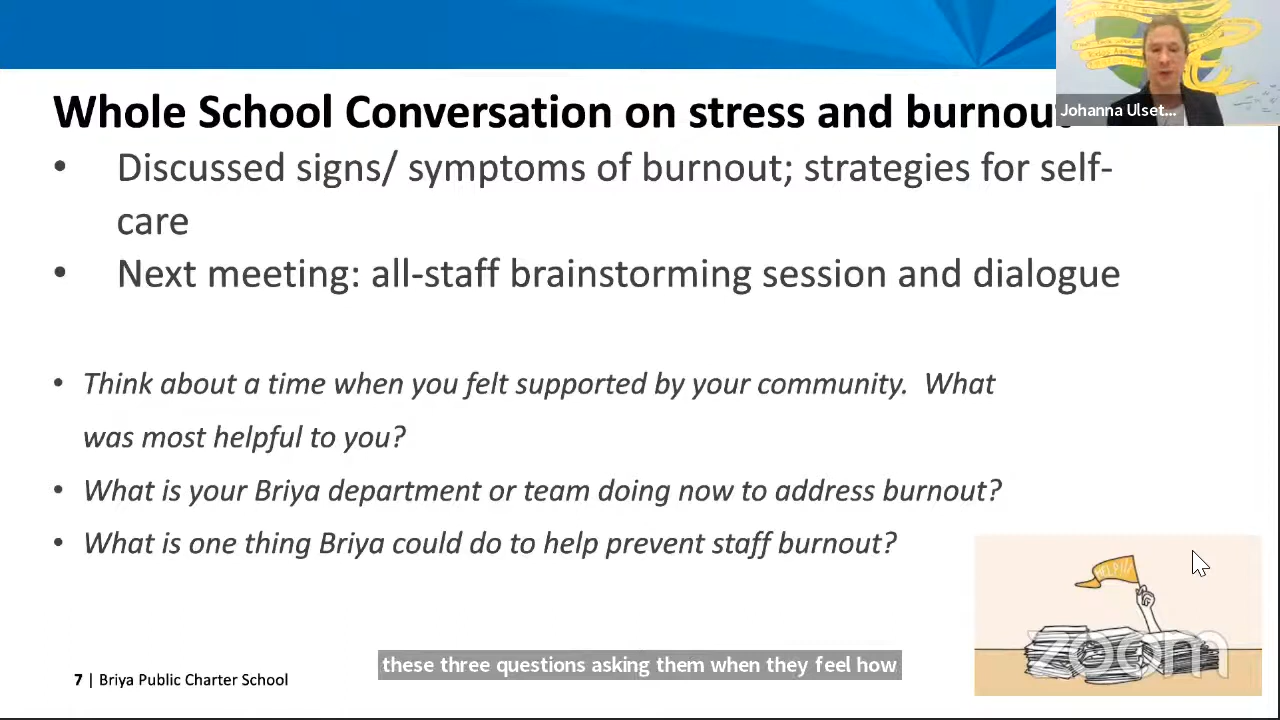 Whole School Conversation on stress and burnout
Johanna Ulset...
• Discussed signs/ symptoms of burnout; strategies for self-
care
• Next meeting: all-staff brainstorming session and dialogue
• Think about a time when you felt supported by your community.  What
was most helpful to you?
• What is your Briya department or team doing now to address burnout?
• What is one thing Briya could do to help prevent staff burnout?
HELP!!!
zoom
these three questions asking them when they feel how
7 | Briya Public Charter School